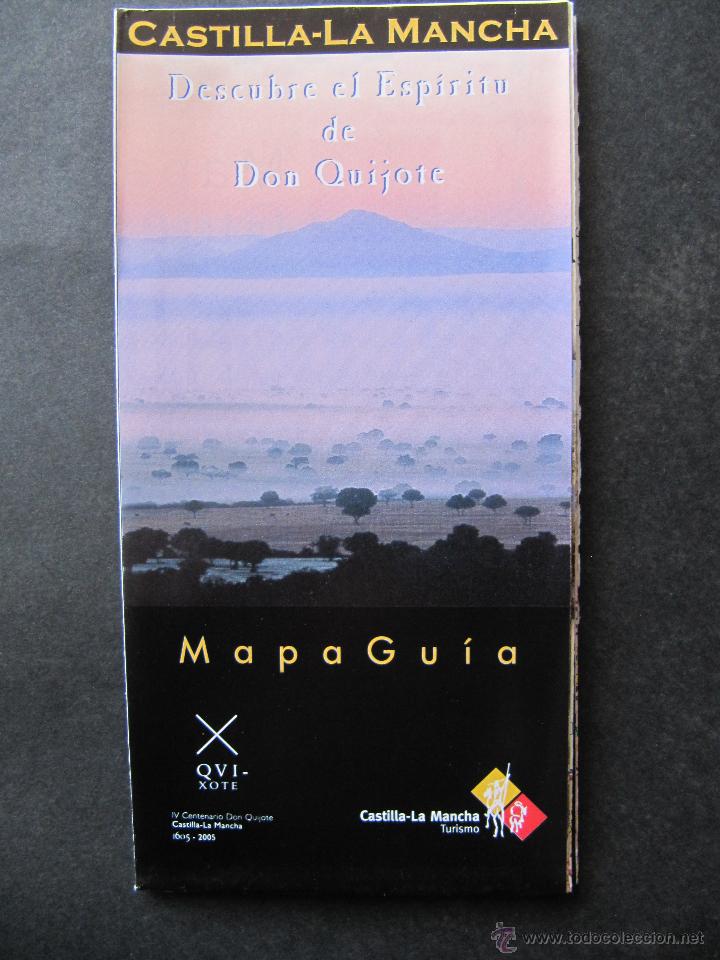 CASTILLA-LA MANCHA
Descubre el Espíritu
de
Don Quijote
MapaGuía
QVI-
XOTE
IV Centenario Don Quijote
Castilla-La Mancha
1605 - 2005
Castilla-La Mancha
Turismo
© www.todocoleccion.net